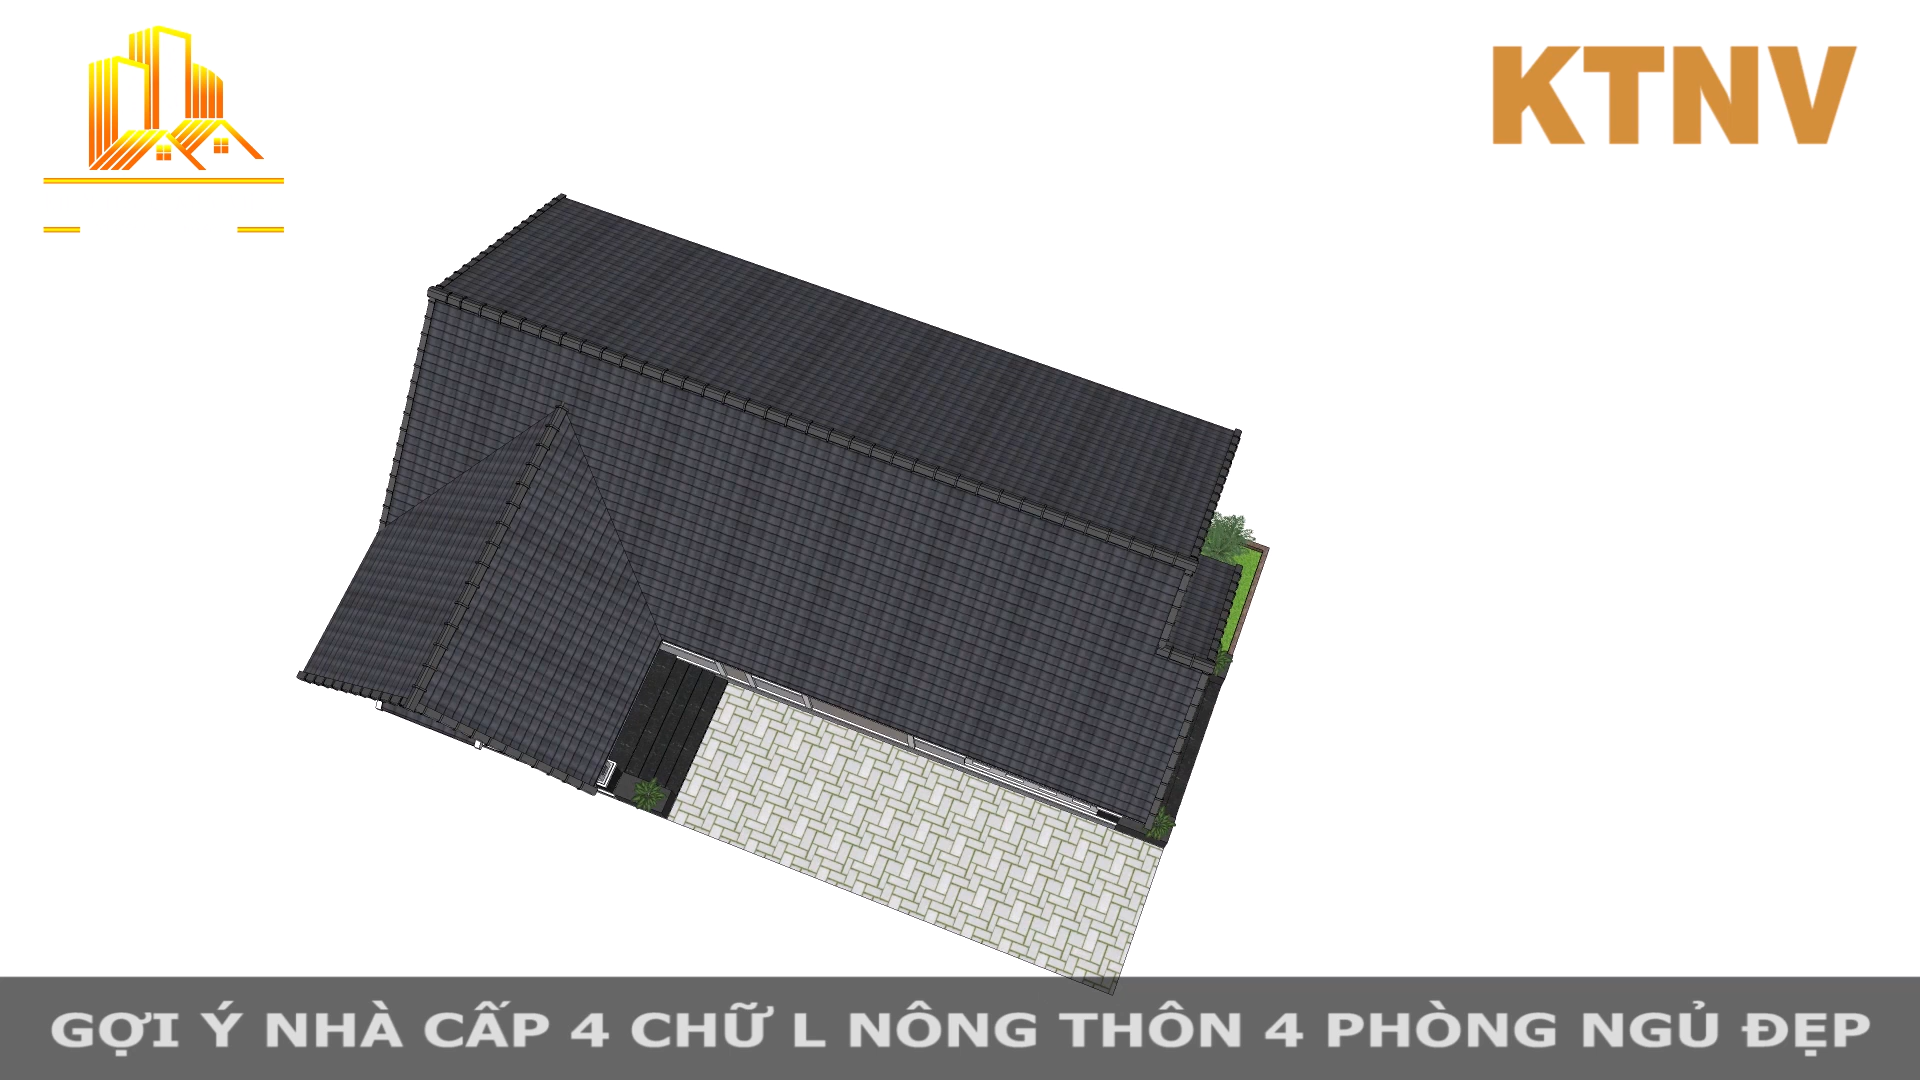 KTNV
GỢI Ý NHÀ CẤP 4 CHỮ L NÔNG THÔN 4 PHÒNG NGỦ ĐẸP